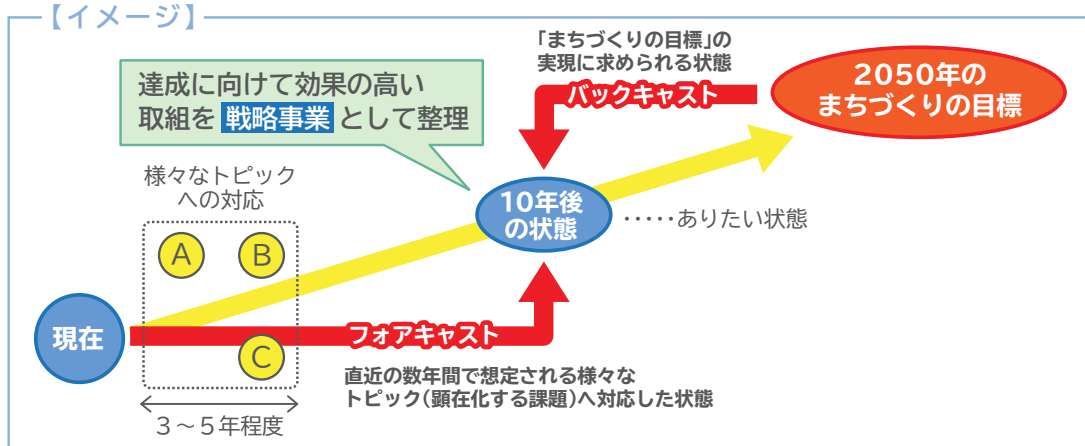 【イメージ】
「まちづくりの目標」の
実現に求められる状態
バックキャスト
2050年の
まちづくりの目標
達成に向けて効果の高い
取組を 戦略事業 として整理
様々なトピック
への対応
A
B
10年後
の状態
‥‥‥ありたい状態
現在
フォアキャスト
C
直近の数年間で想定される様々な
トピック(顕在化する課題)へ対応した状態
3~5年程度